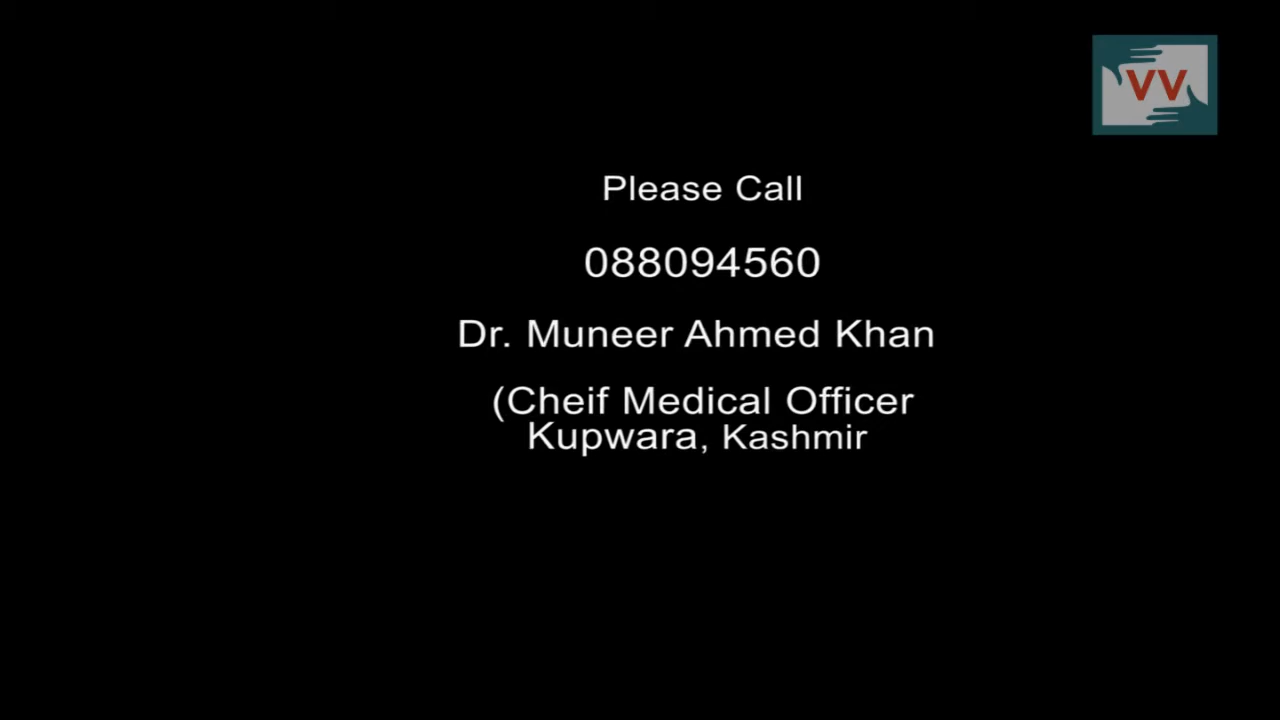 VV
Please Call
088094560
Dr. Muneer Ahmed Khan
(Cheif Medical Officer
Kupwara, Kashmir